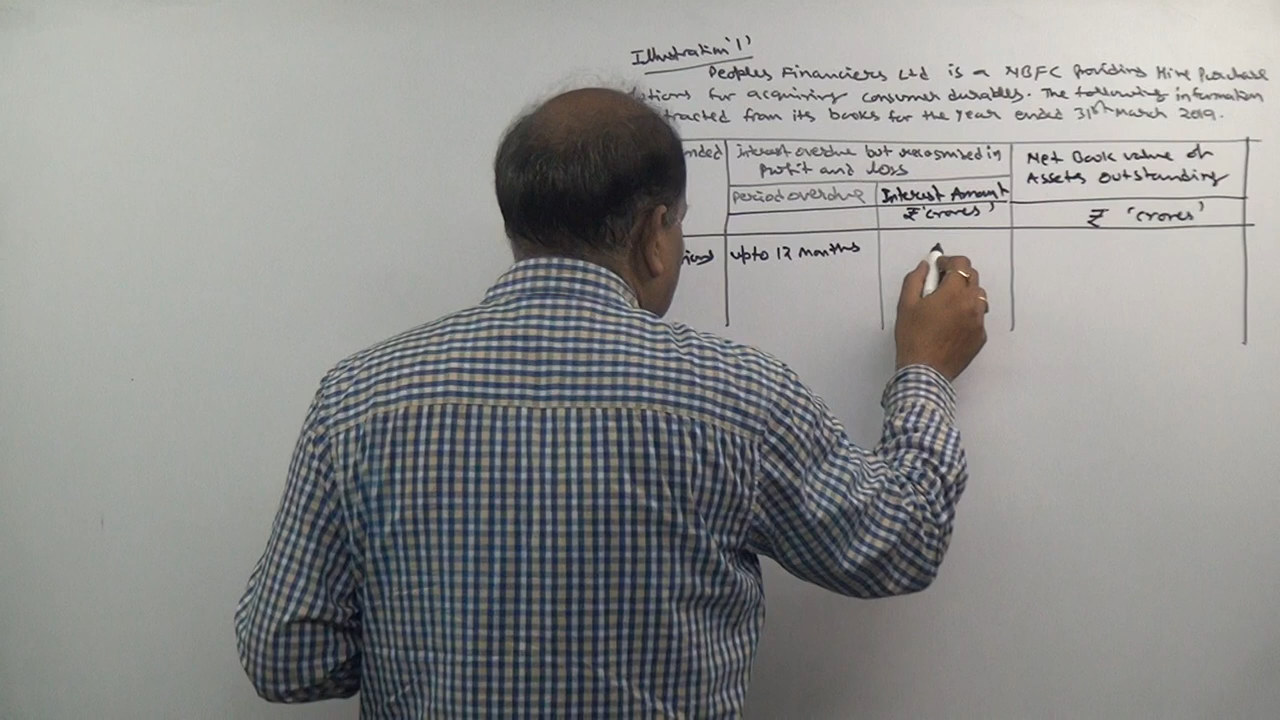 Illustration '1'
Peoples Financiers Ltd is a NBFC Providing Hire Purchase
for acquiring consumer durables. The following information
from its books for the year ended 31st March 2019.
Interest overdue but recognised in
Profit and loss
Net Book value of
Assets outstanding
Period overdue
Interest Amount
₹ 'crores'
₹ 'crores'
upto 12 months